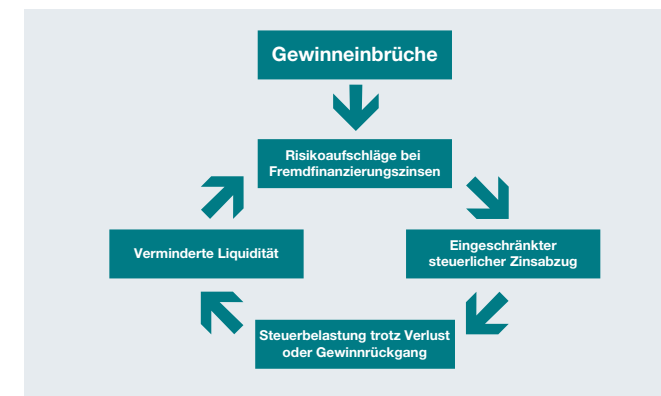 Gewinneinbrüche
Risikoaufschläge bei
Fremdfinanzierungszinsen
Verminderte Liquidität
Eingeschränkter
steuerlicher Zinsabzug
Steuerbelastung trotz Verlust
oder Gewinnrückgang